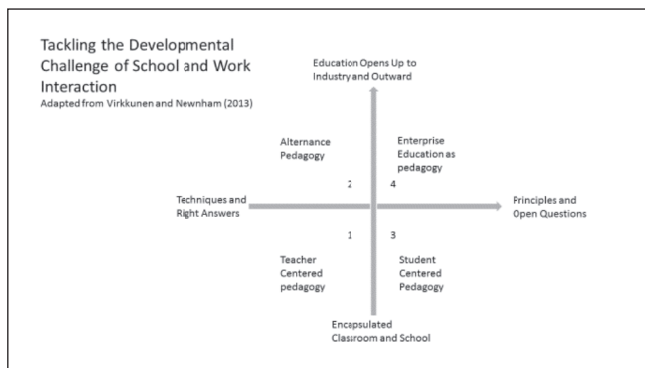 Tackling the Developmental
Challenge of School and Work
Interaction
Adapted from Virkkunen and Newnham (2013)
Education Opens Up to
Industry and Outward
Alternance
Pedagogy
Enterprise
Education as
pedagogy
2
4
Techniques and
Right Answers
Principles and
Open Questions
1
3
Teacher
Centered
pedagogy
Student
Centered
Pedagogy
Encapsulated
Classroom and School